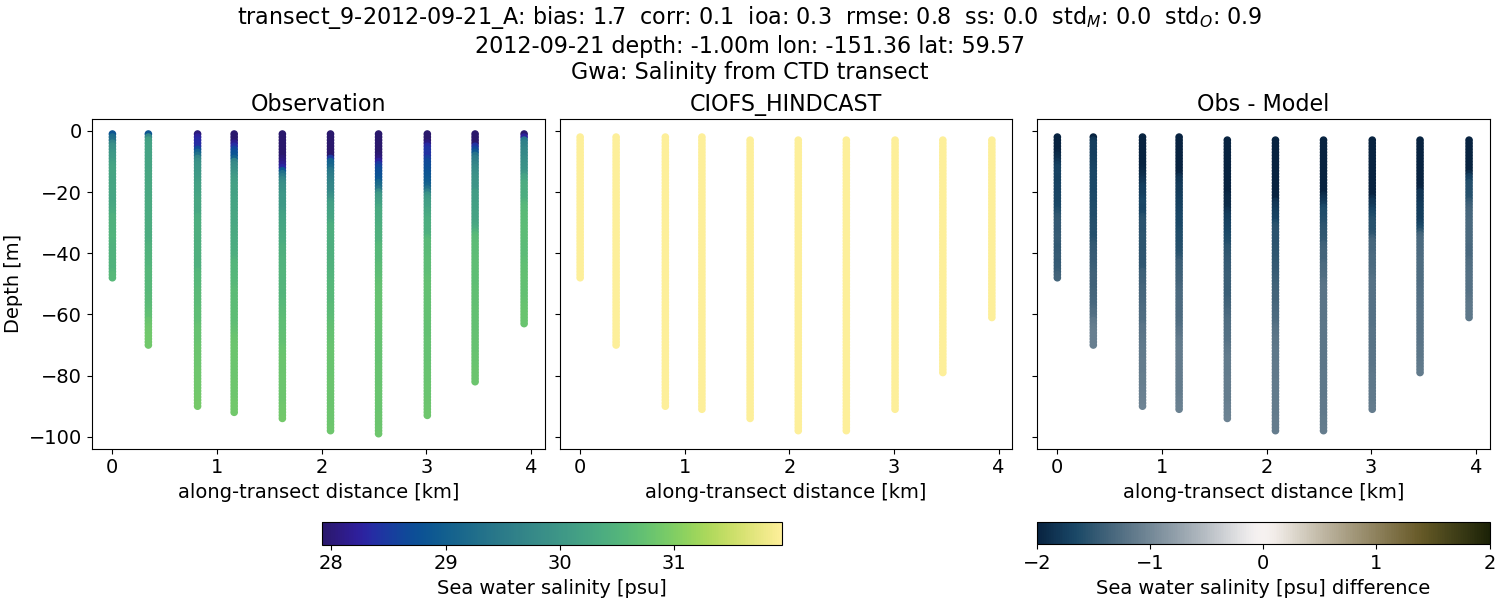 transect_9-2012-09-21_A: bias: 1.7 corr: 0.1 ioa: 0.3 rmse: 0.8 ss: 0.0 std_M: 0.0 std_O: 0.9
2012-09-21 depth: -1.00m lon: -151.36 lat: 59.57
Gwa: Salinity from CTD transect
Observation
CIOFS_HINDCAST
Obs - Model
0
−20
−40
−60
−80
−100
Depth [m]
0 1 2 3 4
along-transect distance [km]
0 1 2 3 4
along-transect distance [km]
0 1 2 3 4
along-transect distance [km]
28 29 30 31
Sea water salinity [psu]
−2 −1 0 1 2
Sea water salinity [psu] difference